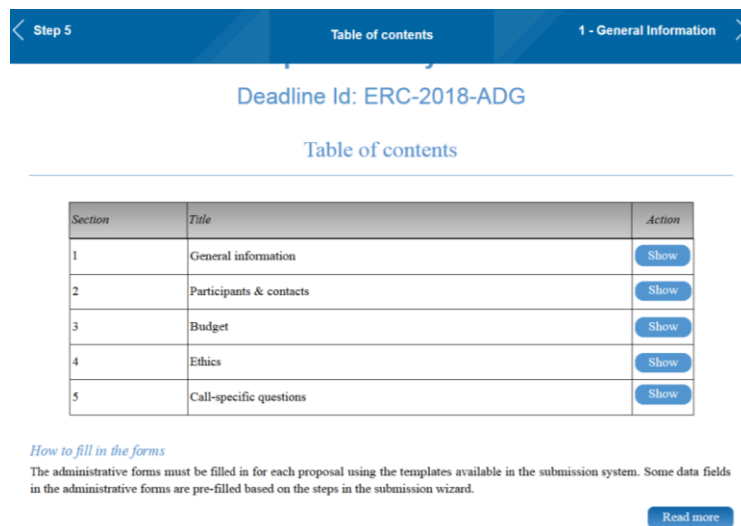 Step 5
Table of contents
1 - General Information
Deadline Id: ERC-2018-ADG
Table of contents
Section Title Action
1 General information Show
2 Participants & contacts Show
3 Budget Show
4 Ethics Show
5 Call-specific questions Show
How to fill in the forms
The administrative forms must be filled in for each proposal using the templates available in the submission system. Some data fields
in the administrative forms are pre-filled based on the steps in the submission wizard.
Read more